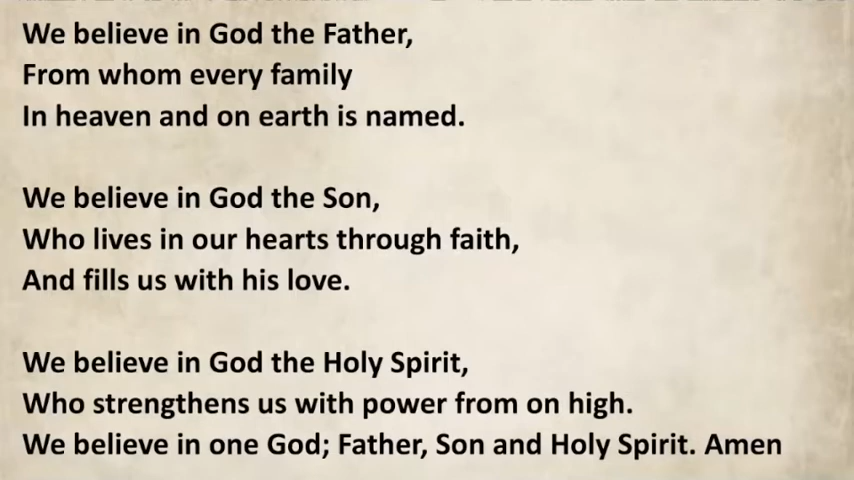 We believe in God the Father,
From whom every family
In heaven and on earth is named.
We believe in God the Son,
Who lives in our hearts through faith,
And fills us with his love.
We believe in God the Holy Spirit,
Who strengthens us with power from on high.
We believe in one God; Father, Son and Holy Spirit. Amen